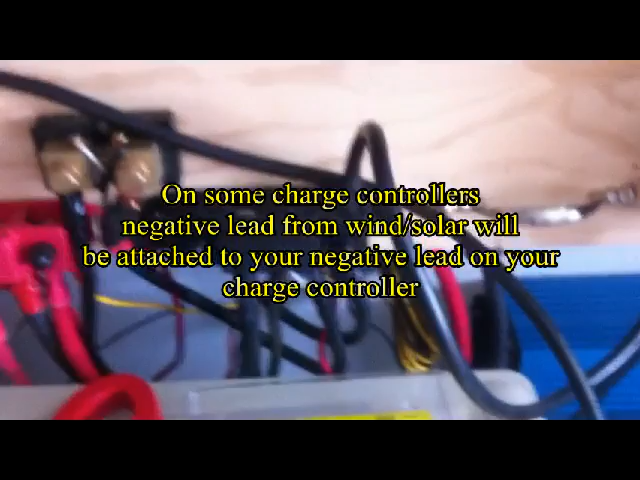 On some charge controllers
negative lead from wind/solar will
be attached to your negative lead on your
charge controller